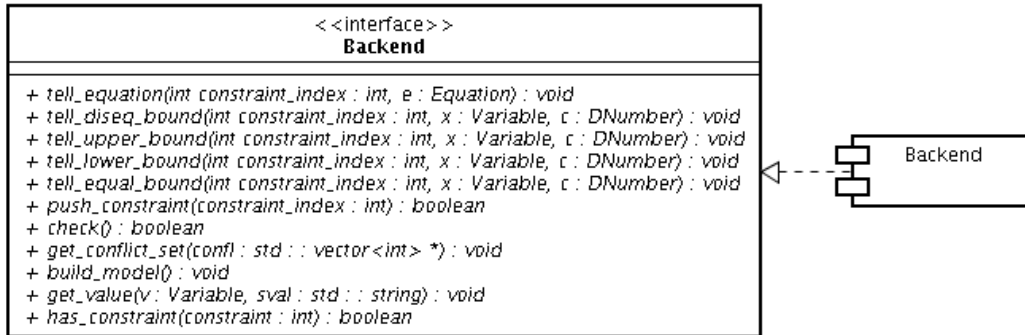 <<interface>>
Backend
+ tell_equation(int constraint_index : int, e : Equation) : void
+ tell_diseq_bound(int constraint_index : int, x : Variable, c : DNumber) : void
+ tell_upper_bound(int constraint_index : int, x : Variable, c : DNumber) : void
+ tell_lower_bound(int constraint_index : int, x : Variable, c : DNumber) : void
+ tell_equal_bound(int constraint_index : int, x : Variable, c : DNumber) : void
+ push_constraint(constraint_index : int) : boolean
+ check() : boolean
+ get_conflict_set(confl : std : : vector<int> *) : void
+ build_model() : void
+ get_value(v : Variable, sval : std : : string) : void
+ has_constraint(constraint : int) : boolean
Backend